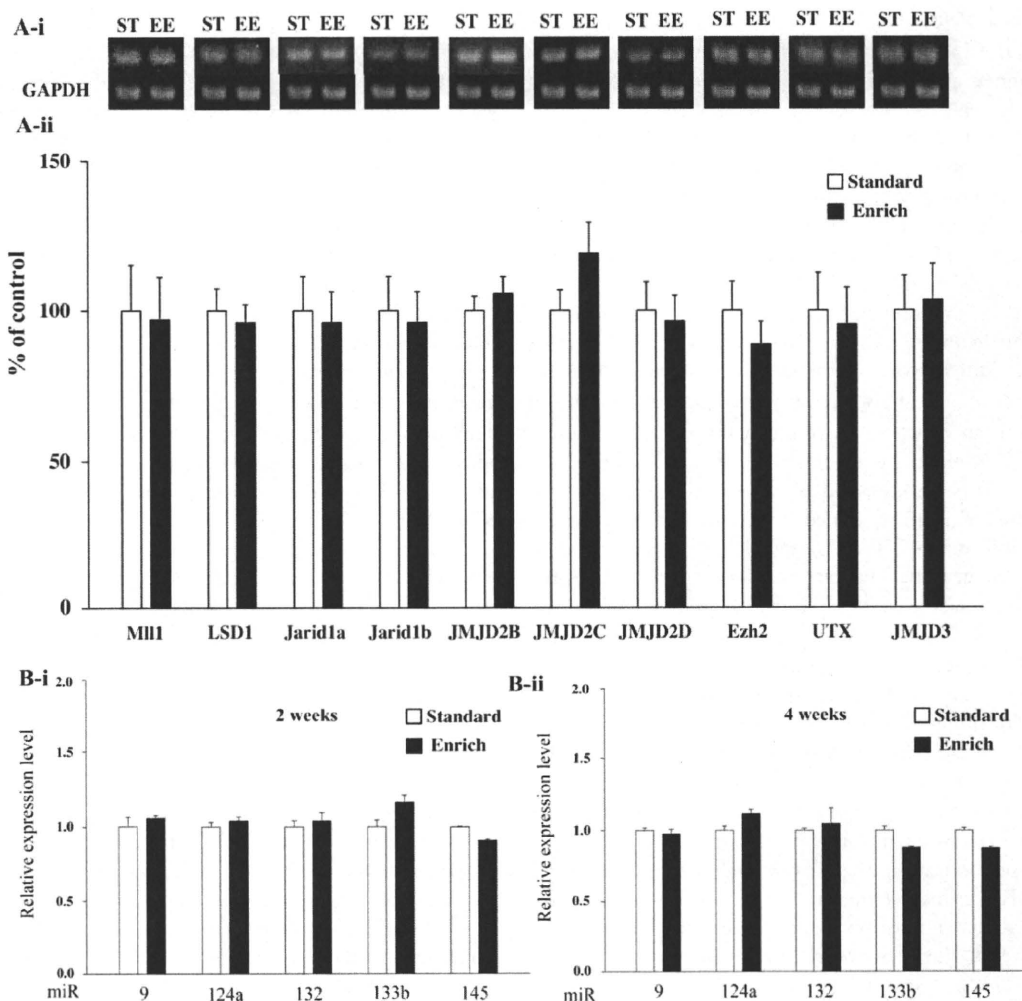 A-i
ST EE ST EE ST EE ST EE ST EE ST EE ST EE ST EE ST EE ST EE
GAPDH
A-ii
150
Standard
Enrich
100
% of control
50
0
Mll1 LSD1 Jarid1a Jarid1b JMJD2B JMJD2C JMJD2D Ezh2 UTX JMJD3
B-i
2.0
2 weeks
Standard
Enrich
1.5
Relative expression level
1.0
0.5
0.0
miR 9 124a 132 133b 145
B-ii
2.0
4 weeks
Standard
Enrich
1.5
Relative expression level
1.0
0.5
0.0
miR 9 124a 132 133b 145